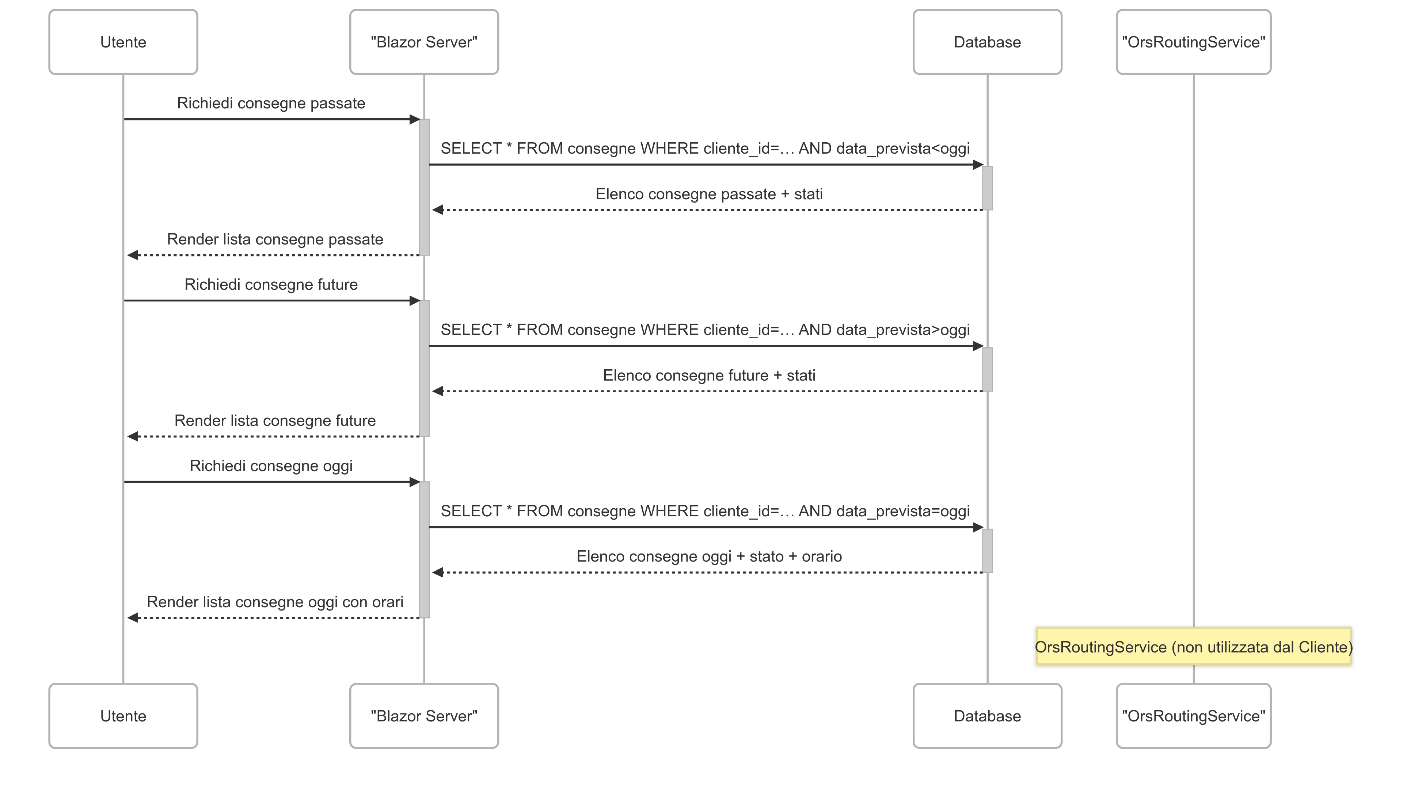 Utente
"Blazor Server"
Database
"OrsRoutingService"
Richiedi consegne passate
SELECT * FROM consegne WHERE cliente_id=… AND data_prevista<oggi
Elenco consegne passate + stati
Render lista consegne passate
Richiedi consegne future
SELECT * FROM consegne WHERE cliente_id=… AND data_prevista>oggi
Elenco consegne future + stati
Render lista consegne future
Richiedi consegne oggi
SELECT * FROM consegne WHERE cliente_id=… AND data_prevista=oggi
Elenco consegne oggi + stato + orario
Render lista consegne oggi con orari
OrsRoutingService (non utilizzata dal Cliente)
Utente
"Blazor Server"
Database
"OrsRoutingService"